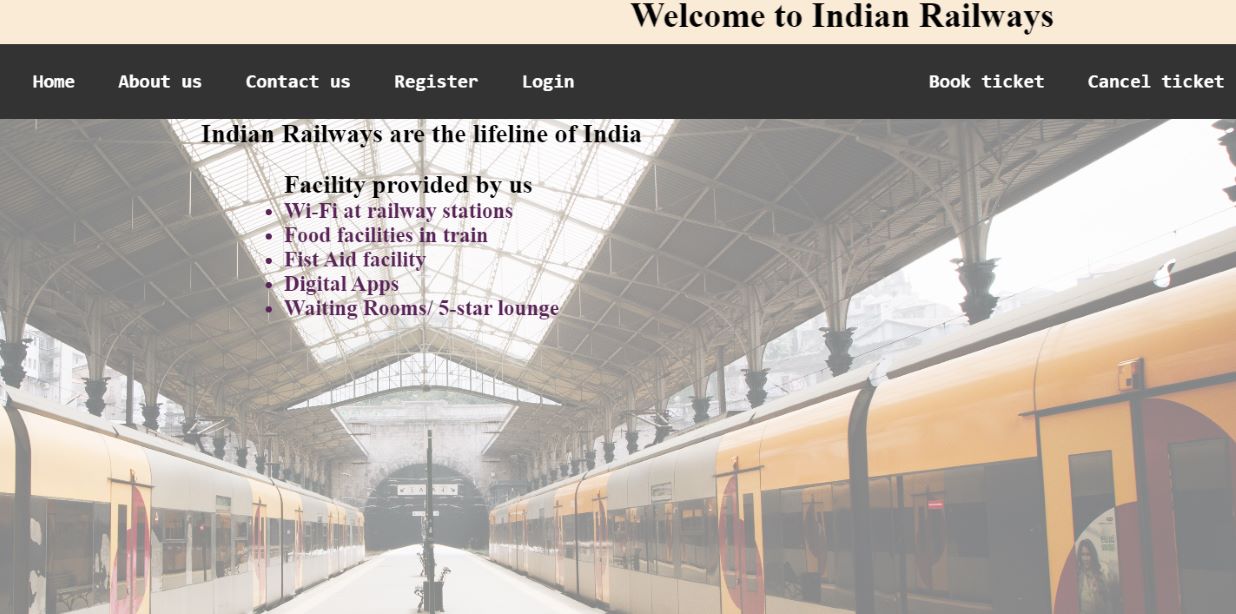 Welcome to Indian Railways
Home About us Contact us Register Login Book ticket Cancel ticket
Indian Railways are the lifeline of India
Facility provided by us
Wi-Fi at railway stations
Food facilities in train
Fist Aid facility
Digital Apps
Waiting Rooms/ 5-star lounge